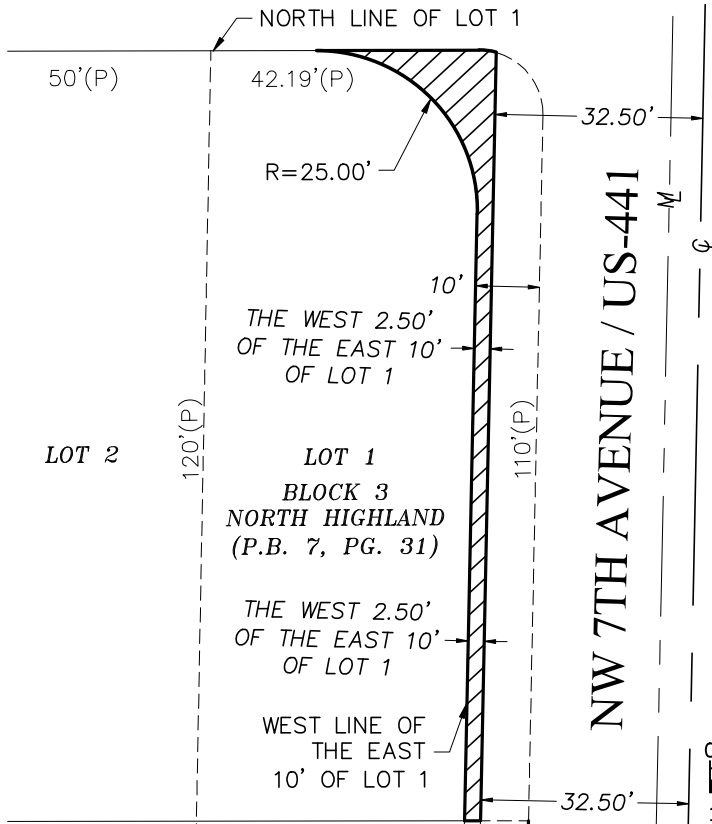 NORTH LINE OF LOT 1
50'(P)
42.19'(P)
32.50'
R=25.00'
10'
THE WEST 2.50'
OF THE EAST 10'
OF LOT 1
LOT 2
120'(P)
LOT 1
BLOCK 3
NORTH HIGHLAND
(P.B. 7, PG. 31)
110'(P)
NW 7TH AVENUE / US-441
ML
CL
THE WEST 2.50'
OF THE EAST 10'
OF LOT 1
WEST LINE OF
THE EAST
10' OF LOT 1
32.50'